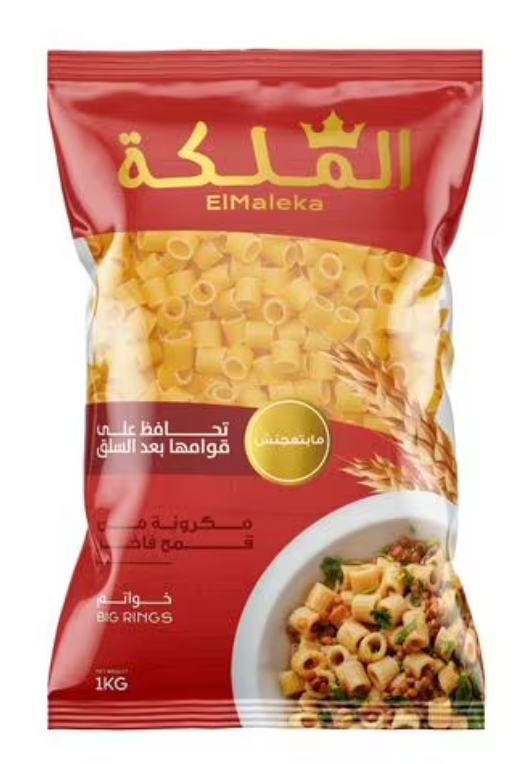 الملكة
ElMaleka
تحافظ على
قوامها بعد السلق
مابتعجنش
مكرونة من
قمح فاخر
خواتم
BIG RINGS
NET WEIGHT
1KG